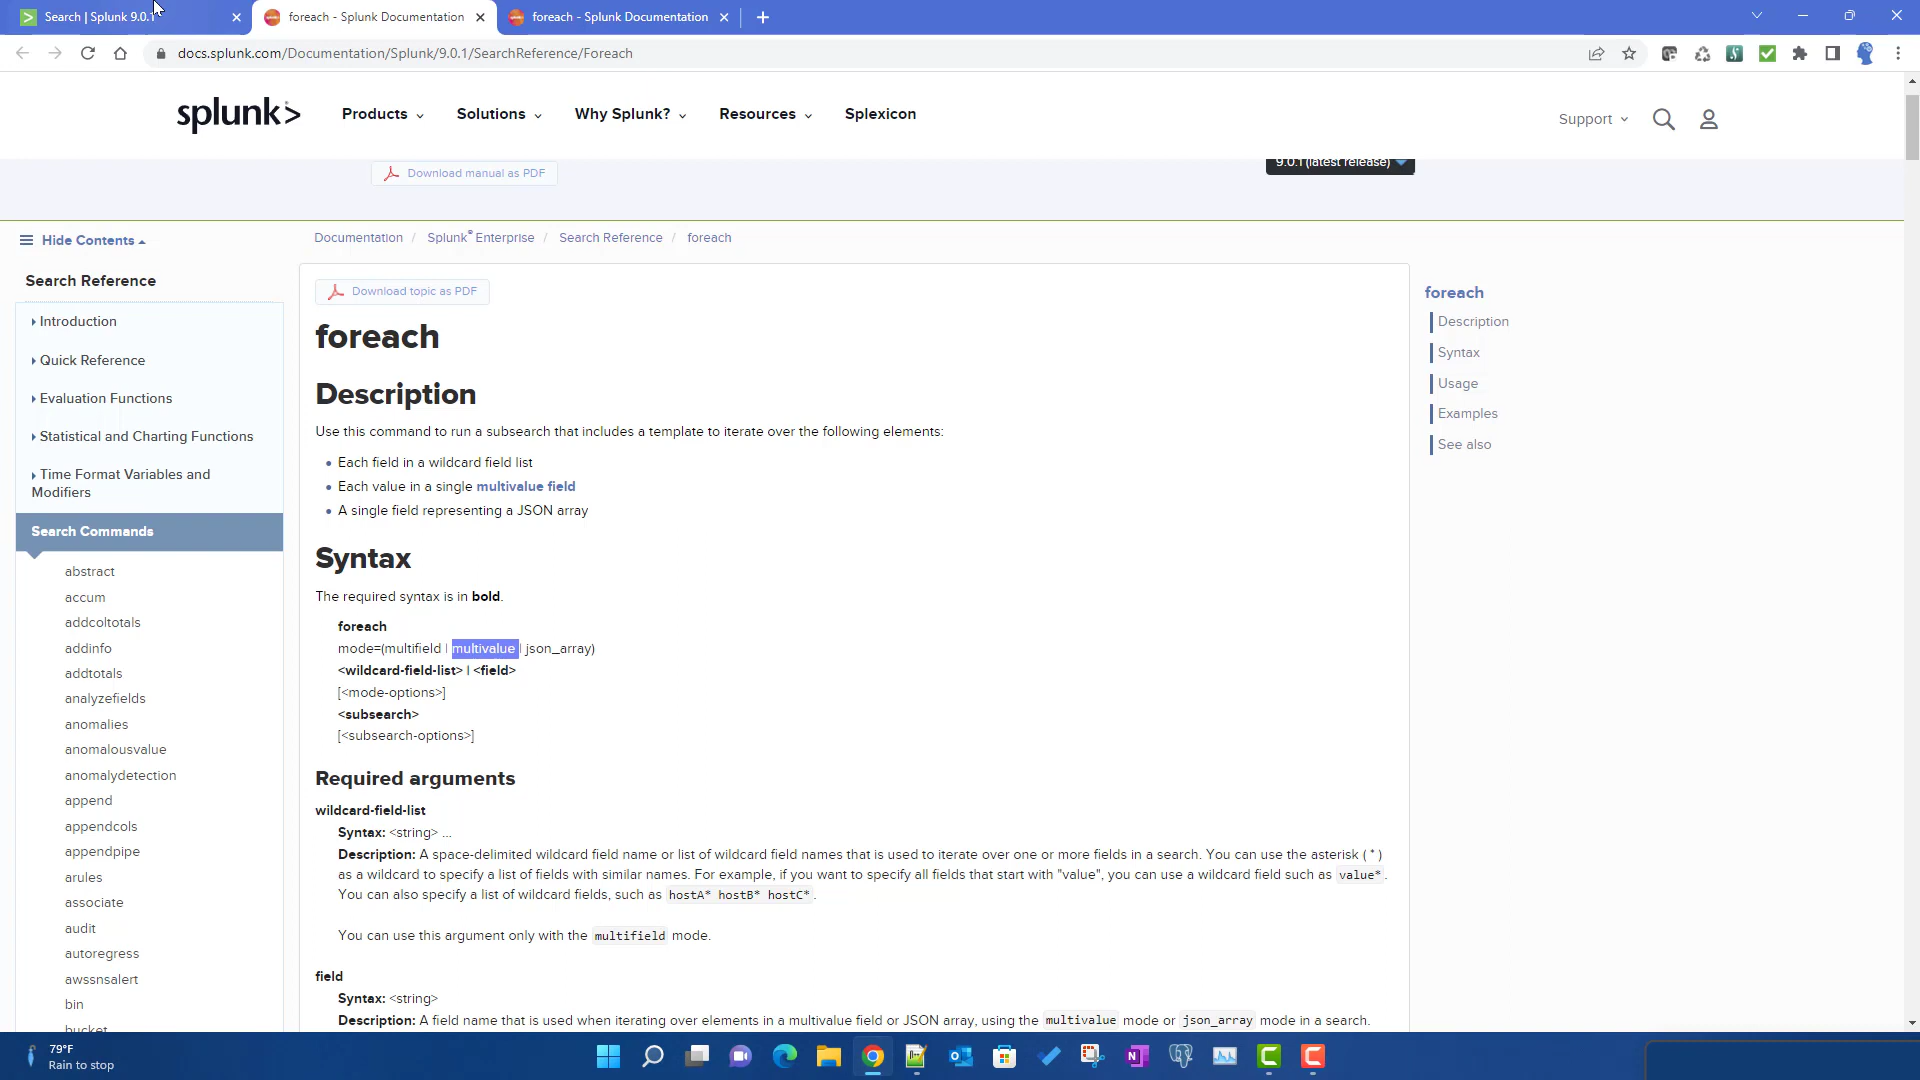 Search | Splunk 9.0.1
foreach - Splunk Documentation
foreach - Splunk Documentation
docs.splunk.com/Documentation/Splunk/9.0.1/SearchReference/Foreach
splunk>
Products
Solutions
Why Splunk?
Resources
Splexicon
Support
Download manual as PDF
9.0.1 (latest release)
Hide Contents
Documentation / Splunk® Enterprise / Search Reference / foreach
Search Reference
Introduction
Quick Reference
Evaluation Functions
Statistical and Charting Functions
Time Format Variables and
Modifiers
Search Commands
abstract
accum
addcoltotals
addinfo
addtotals
analyzefields
anomalies
anomalousvalue
anomalydetection
append
appendcols
appendpipe
arules
associate
audit
autoregress
awssnsalert
bin
bucket
Download topic as PDF
foreach
Description
Use this command to run a subsearch that includes a template to iterate over the following elements:
• Each field in a wildcard field list
• Each value in a single multivalue field
• A single field representing a JSON array
Syntax
The required syntax is in bold.
foreach
mode=(multifield | multivalue | json_array)
<wildcard-field-list> | <field>
[<mode-options>]
<subsearch>
[<subsearch-options>]
Required arguments
wildcard-field-list
Syntax: <string> ...
Description: A space-delimited wildcard field name or list of wildcard field names that is used to iterate over one or more fields in a search. You can use the asterisk ( * )
as a wildcard to specify a list of fields with similar names. For example, if you want to specify all fields that start with "value", you can use a wildcard field such as value*.
You can also specify a list of wildcard fields, such as hostA* hostB* hostC*.
You can use this argument only with the multifield mode.
field
Syntax: <string>
Description: A field name that is used when iterating over elements in a multivalue field or JSON array, using the multivalue mode or json_array mode in a search.
foreach
Description
Syntax
Usage
Examples
See also
79°F
Rain to stop